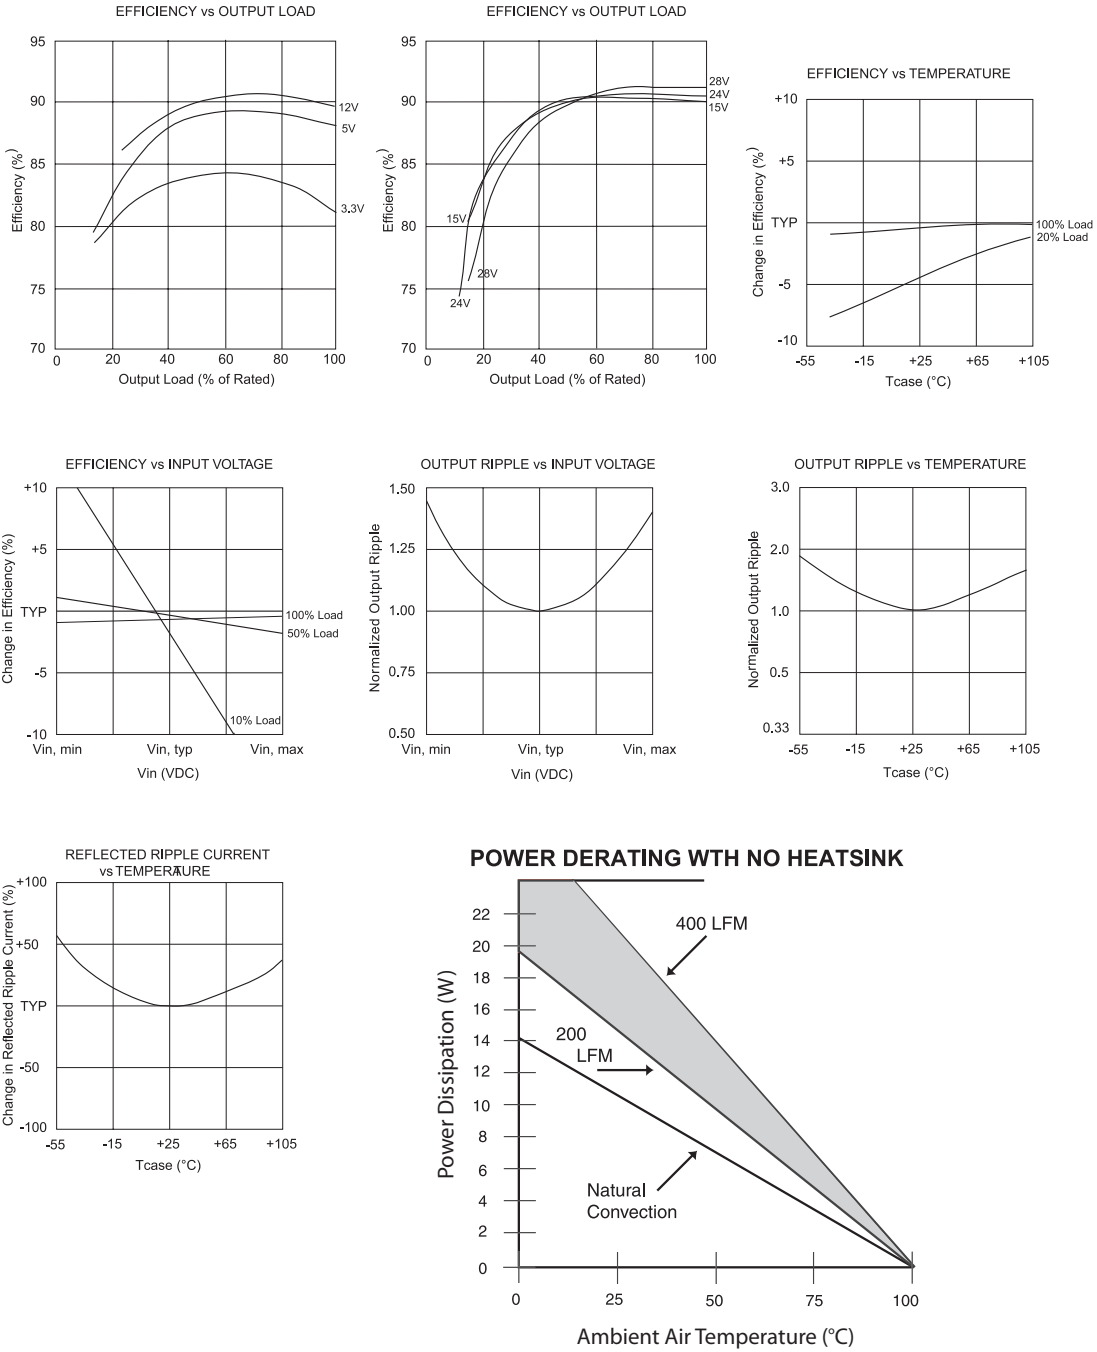 EFFICIENCY vs OUTPUT LOAD
Efficiency (%)
95
90
85
80
75
70
0
20
40
60
80
100
12V
5V
3.3V
Output Load (% of Rated)
EFFICIENCY vs OUTPUT LOAD
Efficiency (%)
95
90
85
80
75
70
0
20
40
60
80
100
28V
24V
15V
15V
28V
24V
Output Load (% of Rated)
EFFICIENCY vs TEMPERATURE
Change in Efficiency (%)
+10
+5
TYP
-5
-10
100% Load
20% Load
-55
-15
+25
+65
+105
Tcase (°C)
EFFICIENCY vs INPUT VOLTAGE
Change in Efficiency (%)
+10
+5
TYP
-5
-10
100% Load
50% Load
10% Load
Vin, min
Vin, typ
Vin, max
Vin (VDC)
OUTPUT RIPPLE vs INPUT VOLTAGE
Normalized Output Ripple
1.50
1.25
1.00
0.75
0.50
Vin, min
Vin, typ
Vin, max
Vin (VDC)
OUTPUT RIPPLE vs TEMPERATURE
Normalized Output Ripple
3.0
2.0
1.0
0.5
0.33
-55
-15
+25
+65
+105
Tcase (°C)
REFLECTED RIPPLE CURRENT
vs TEMPERATURE
Change in Reflected Ripple Current (%)
+100
+50
TYP
-50
-100
-55
-15
+25
+65
+105
Tcase (°C)
POWER DERATING WTH NO HEATSINK
Power Dissipation (W)
22
20
18
16
14
12
10
8
6
4
2
0
400 LFM
200
LFM
Natural
Convection
0
25
50
75
100
Ambient Air Temperature (°C)